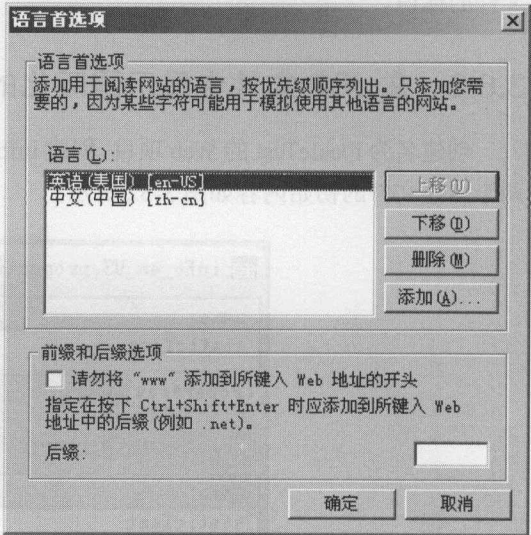 语言首选项
语言首选项
添加用于阅读网站的语言，按优先级顺序列出。只添加您需
要的，因为某些字符可能用于模拟使用其他语言的网站。
语言(L):
英语(美国) [en-US]
中文(中国) [zh-cn]
上移(U)
下移(D)
删除(M)
添加(A)...
前缀和后缀选项
请勿将 "www" 添加到所键入 Web 地址的开头
指定在按下 Ctrl+Shift+Enter 时应添加到所键入 Web
地址中的后缀(例如 .net)。
后缀:
确定
取消